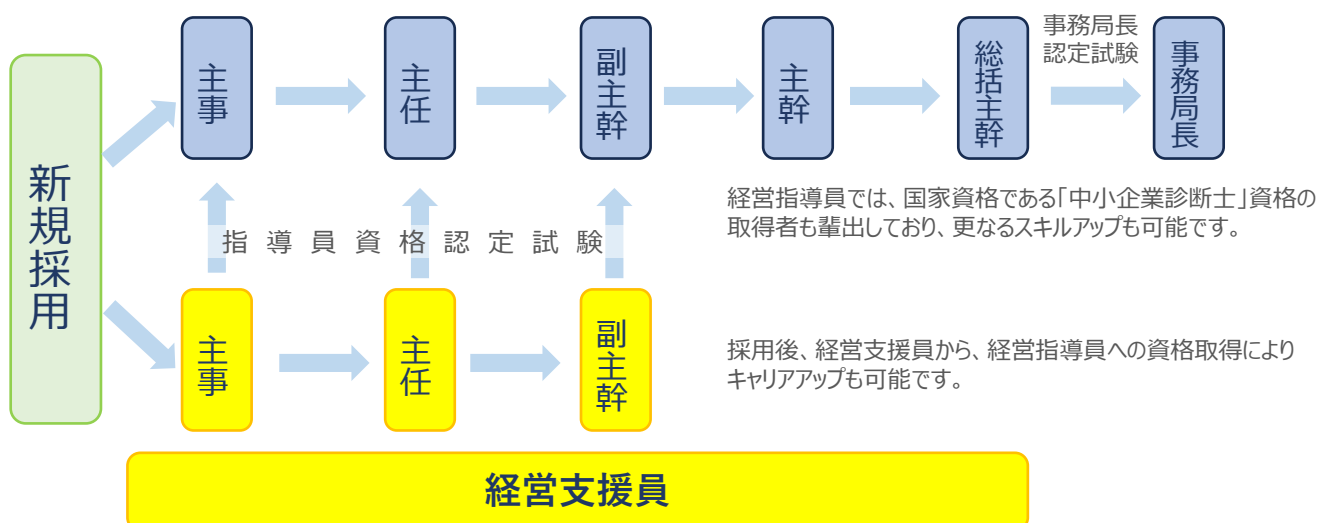 新規採用
主事
主任
副主幹
主幹
総括主幹
事務局長
認定試験
事務局長
経営指導員では、国家資格である「中小企業診断士」資格の
取得者も輩出しており、更なるスキルアップも可能です。
指導員資格認定試験
主事
主任
副主幹
採用後、経営支援員から、経営指導員への資格取得により
キャリアアップも可能です。
経営支援員